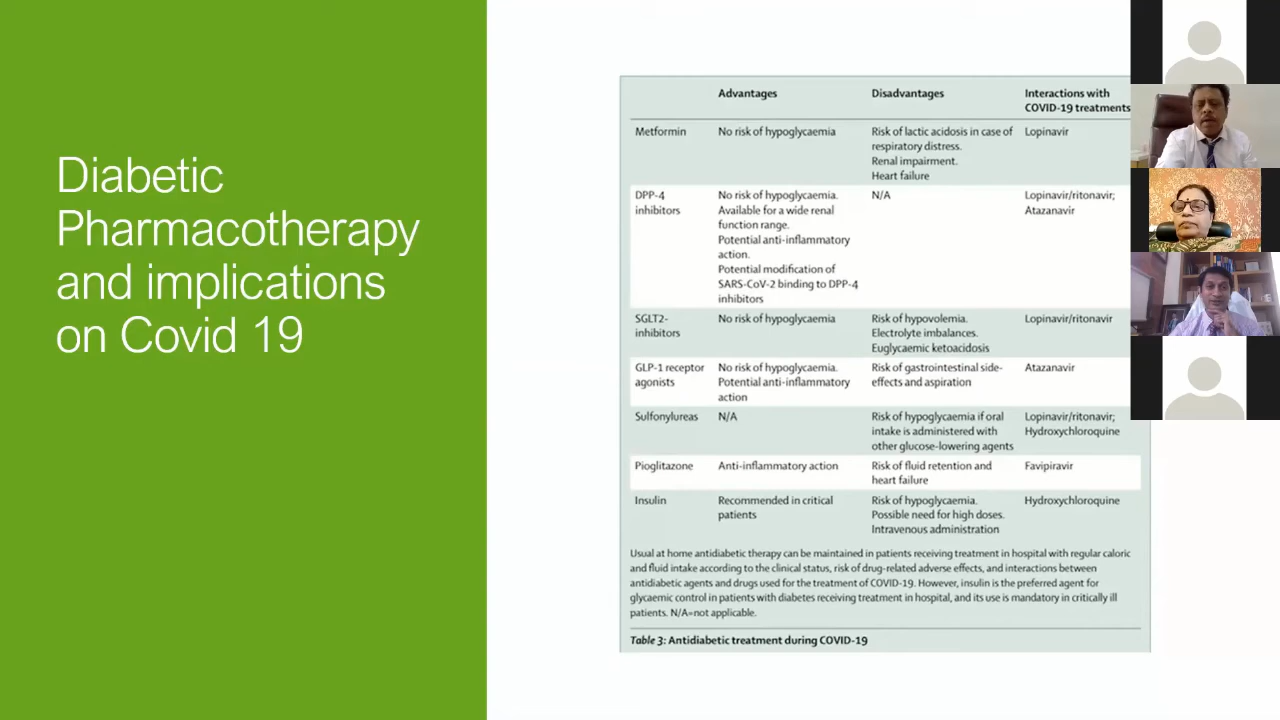 Diabetic
Pharmacotherapy
and implications
on Covid 19
Advantages Disadvantages Interactions with
COVID-19 treatments
Metformin No risk of hypoglycaemia Risk of lactic acidosis in case of Lopinavir
respiratory distress.
Renal impairment.
Heart failure
DPP-4 No risk of hypoglycaemia. N/A Lopinavir/ritonavir;
inhibitors Available for a wide renal Atazanavir
function range.
Potential anti-inflammatory
action.
Potential modification of
SARS-CoV-2 binding to DPP-4
inhibitors
SGLT2- No risk of hypoglycaemia Risk of hypovolemia. Lopinavir/ritonavir
inhibitors Electrolyte imbalances.
Euglycaemic ketoacidosis
GLP-1 receptor No risk of hypoglycaemia. Risk of gastrointestinal side- Atazanavir
agonists Potential anti-inflammatory effects and aspiration
action
Sulfonylureas N/A Risk of hypoglycaemia if oral Lopinavir/ritonavir;
intake is administered with Hydroxychloroquine
other glucose-lowering agents
Pioglitazone Anti-inflammatory action Risk of fluid retention and Favipiravir
heart failure
Insulin Recommended in critical Risk of hypoglycaemia. Hydroxychloroquine
patients Possible need for high doses.
Intravenous administration
Usual at home antidiabetic therapy can be maintained in patients receiving treatment in hospital with regular caloric
and fluid intake according to the clinical status, risk of drug-related adverse effects, and interactions between
antidiabetic agents and drugs used for the treatment of COVID-19. However, insulin is the preferred agent for
glycaemic control in patients with diabetes receiving treatment in hospital, and its use is mandatory in critically ill
patients. N/A=not applicable.
Table 3: Antidiabetic treatment during COVID-19